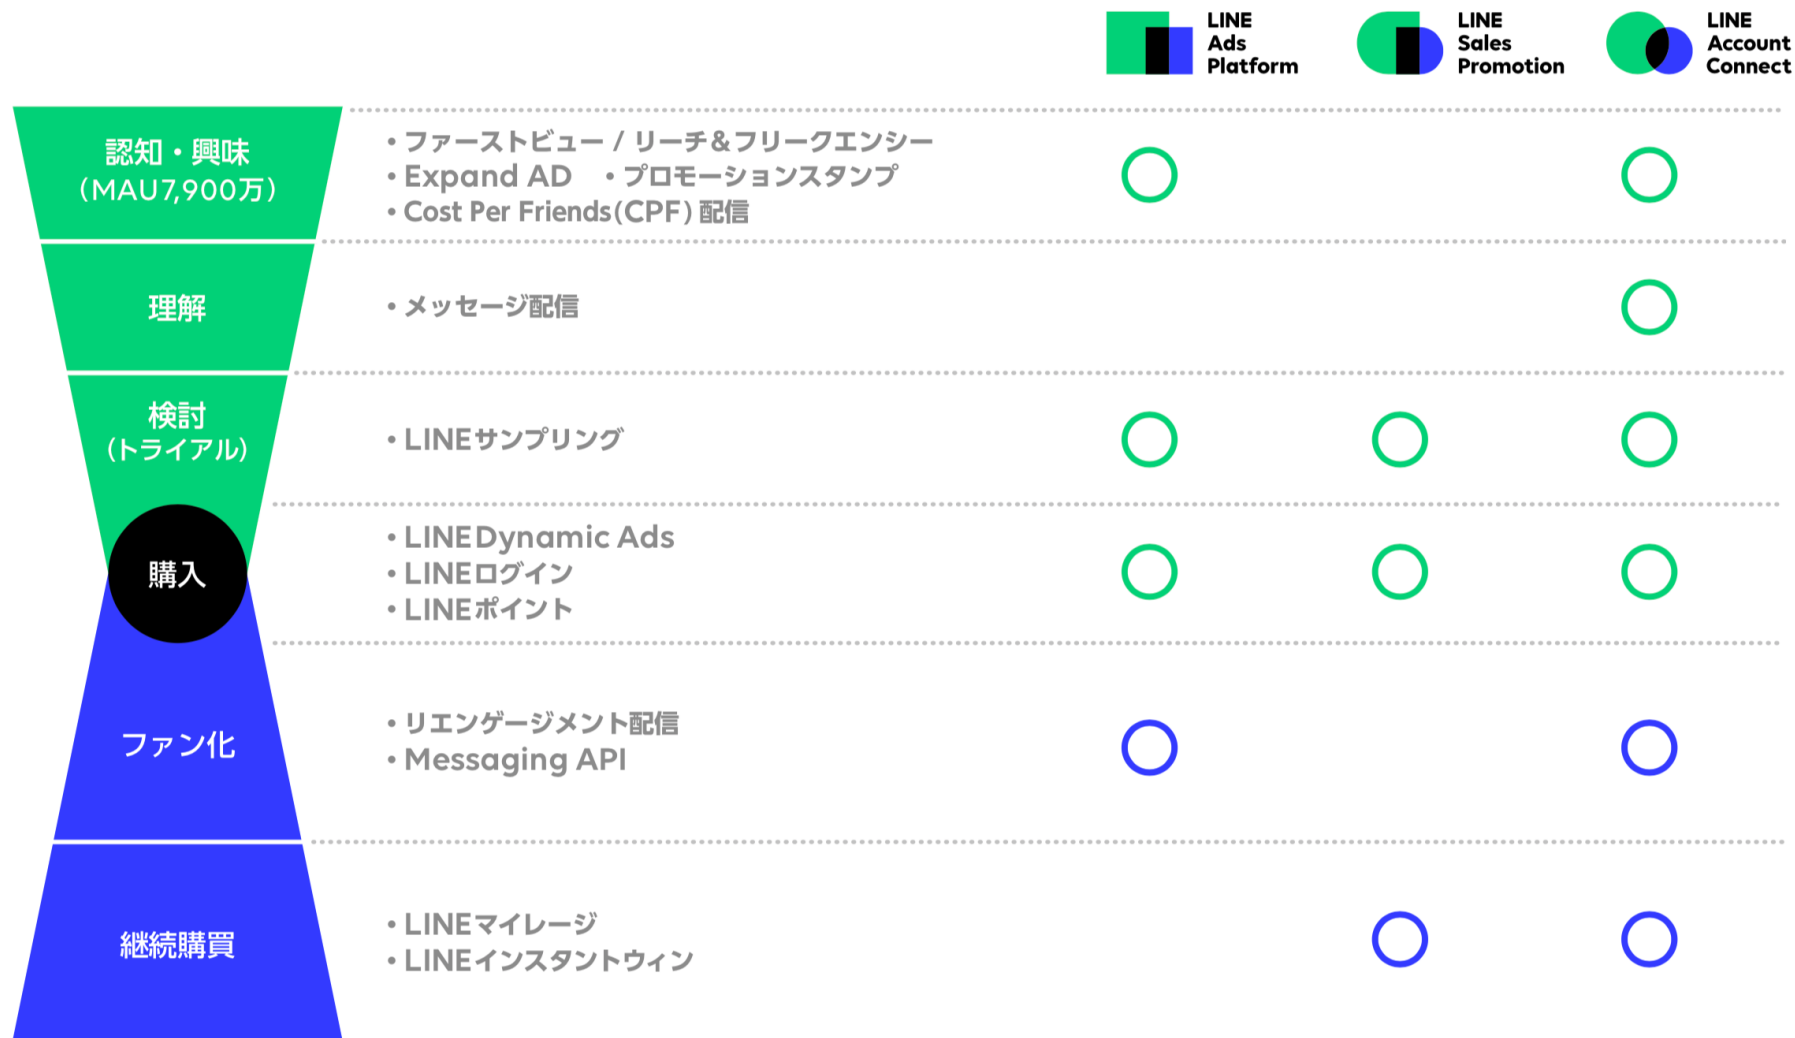 LINE
Ads
Platform
LINE
Sales
Promotion
LINE
Account
Connect
認知・興味
（MAU7,900万）
• ファーストビュー / リーチ＆フリークエンシー
• Expand AD • プロモーションスタンプ
• Cost Per Friends(CPF) 配信
理解
• メッセージ配信
検討
（トライアル）
• LINEサンプリング
購入
• LINE Dynamic Ads
• LINEログイン
• LINEポイント
ファン化
• リエンゲージメント配信
• Messaging API
継続購買
• LINEマイレージ
• LINEインスタントウィン